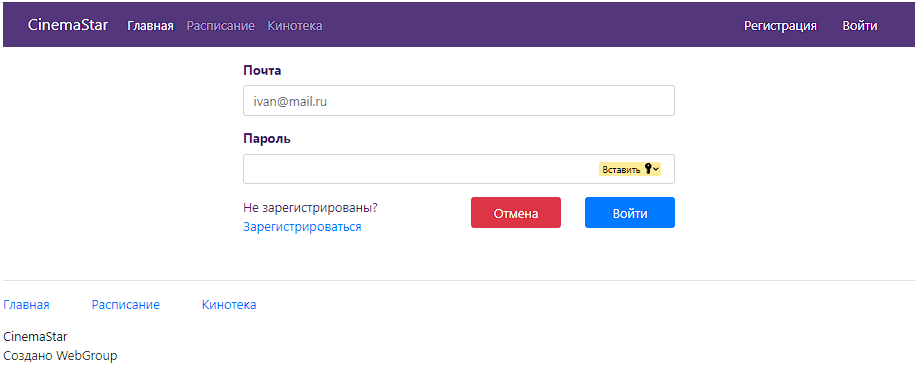 CinemaStar Главная Расписание Кинотека Регистрация Войти
Почта
ivan@mail.ru
Пароль
Вставить
Не зарегистрированы? Отмена Войти
Зарегистрироваться
Главная Расписание Кинотека
CinemaStar
Создано WebGroup